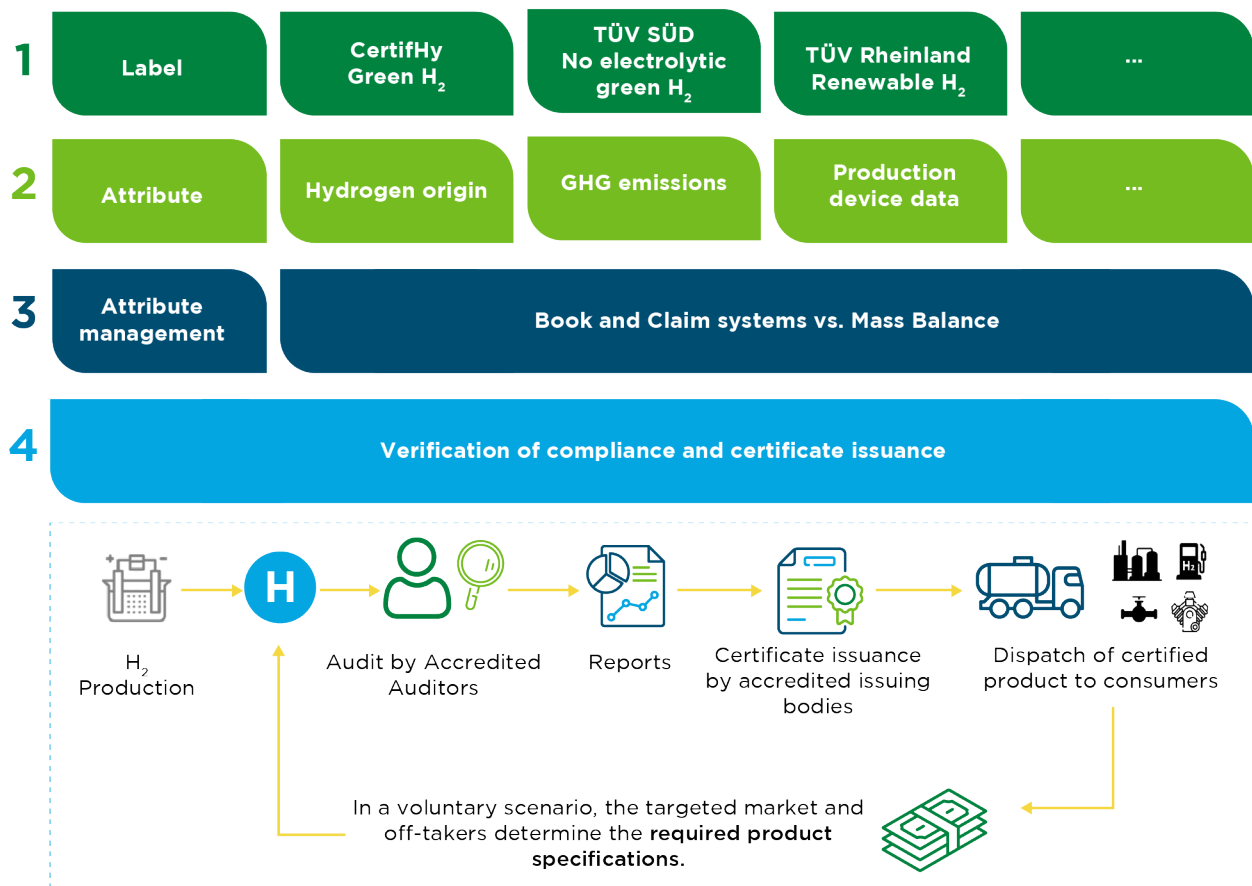 1
Label
CertifHy
Green H₂
TÜV SÜD
No electrolytic
green H₂
TÜV Rheinland
Renewable H₂
...
2
Attribute
Hydrogen origin
GHG emissions
Production
device data
...
3
Attribute
management
Book and Claim systems vs. Mass Balance
4
Verification of compliance and certificate issuance
H
H₂
H₂
Production
Audit by Accredited
Auditors
Reports
Certificate issuance
by accredited issuing
bodies
Dispatch of certified
product to consumers
In a voluntary scenario, the targeted market and
off-takers determine the required product
specifications.